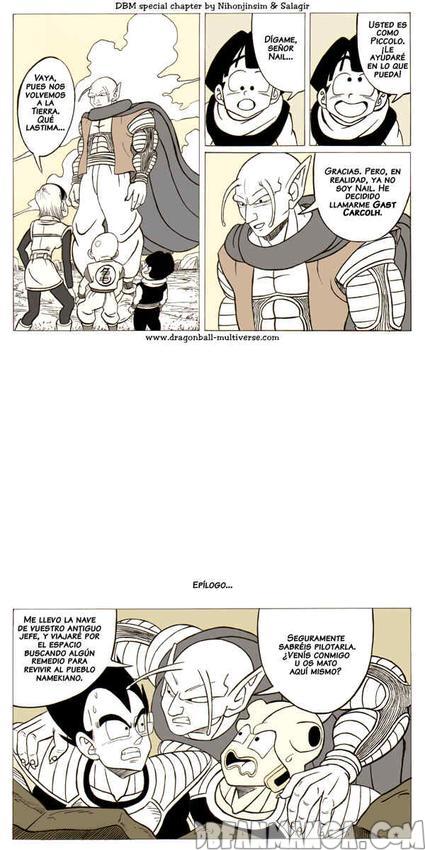 DBM special chapter by Nihonjinsim & Salagir
VAYA,
PUES NOS
VOLVEMOS
A LA
TIERRA.
QUÉ
LASTIMA...
DÍGAME,
SEÑOR
NAIL...
USTED ES
COMO
PICCOLO.
¡LE
AYUDARÉ
EN LO QUE
PUEDA!
GRACIAS. PERO, EN
REALIDAD, YA NO
SOY NAIL. HE
DECIDIDO
LLAMARME GAST
CARCOLH.
www.dragonball-multiverse.com
EPÍLOGO...
ME LLEVO LA NAVE
DE VUESTRO ANTIGUO
JEFE, Y VIAJARÉ POR
EL ESPACIO
BUSCANDO ALGÚN
REMEDIO PARA
REVIVIR AL PUEBLO
NAMEKIANO.
SEGURAMENTE
SABRÉIS PILOTARLA.
¿VENÍS CONMIGO
U OS MATO
AQUÍ MISMO?
DBFANMANGA.COM